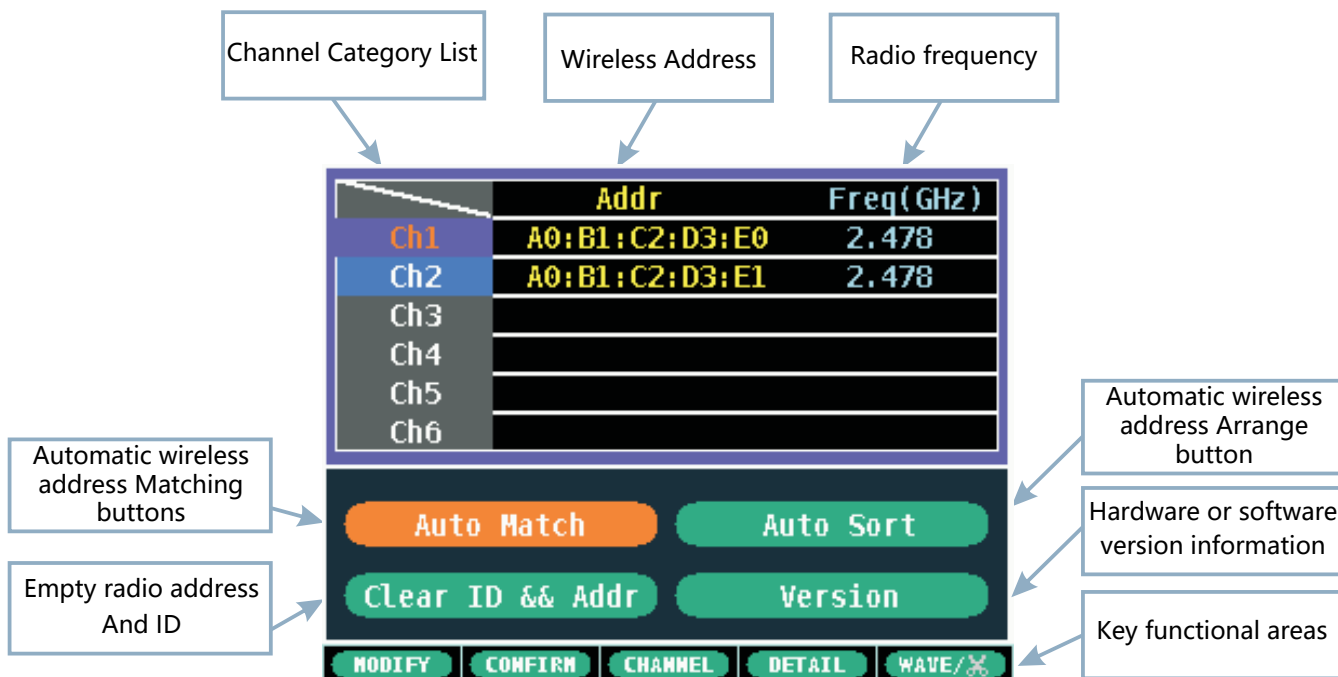 Channel Category List
Wireless Address
Radio frequency
Addr Freq(GHz)
Ch1 A0:B1:C2:D3:E0 2.478
Ch2 A0:B1:C2:D3:E1 2.478
Ch3
Ch4
Ch5
Ch6
Automatic wireless
address Matching
buttons
Automatic wireless
address Arrange
button
Auto Match Auto Sort
Hardware or software
version information
Empty radio address
And ID
Clear ID && Addr Version
Key functional areas
MODIFY CONFIRM CHANNEL DETAIL WAVE/